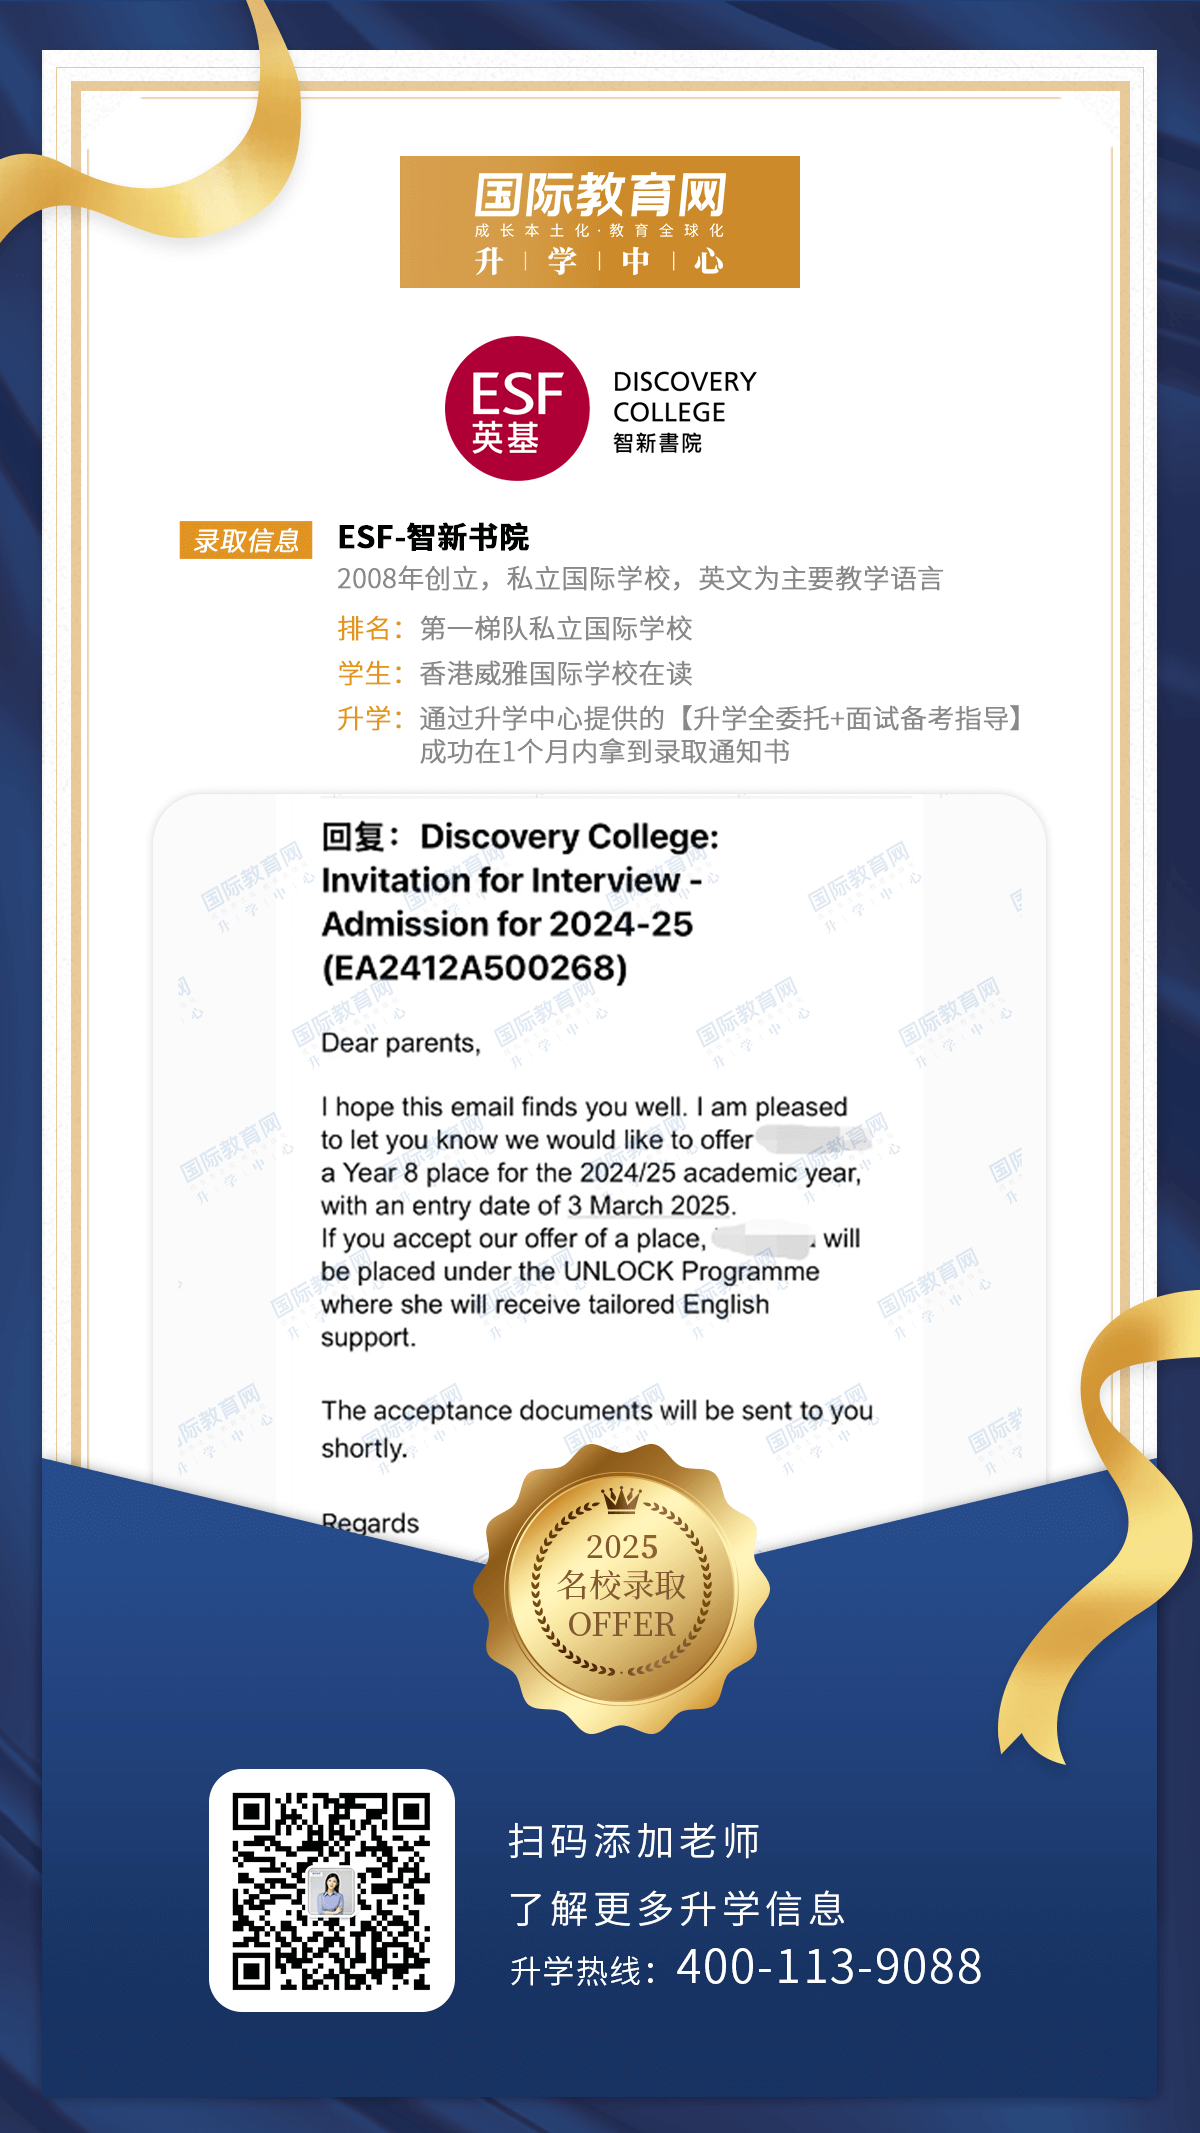 国际教育网
成长本土化·教育全球化
升|学|中|心
ESF
英基
DISCOVERY
COLLEGE
智新書院
录取信息
ESF-智新书院
2008年创立，私立国际学校，英文为主要教学语言
排名：第一梯队私立国际学校
学生：香港威雅国际学校在读
升学：通过升学中心提供的【升学全委托+面试备考指导】
成功在1个月内拿到录取通知书
回复：Discovery College:
Invitation for Interview -
Admission for 2024-25
(EA2412A500268)
Dear parents,
I hope this email finds you well. I am pleased
to let you know we would like to offer
a Year 8 place for the 2024/25 academic year,
with an entry date of 3 March 2025.
If you accept our offer of a place, will
be placed under the UNLOCK Programme
where she will receive tailored English
support.
The acceptance documents will be sent to you
shortly.
Regards
2025
名校录取
OFFER
扫码添加老师
了解更多升学信息
升学热线：400-113-9088